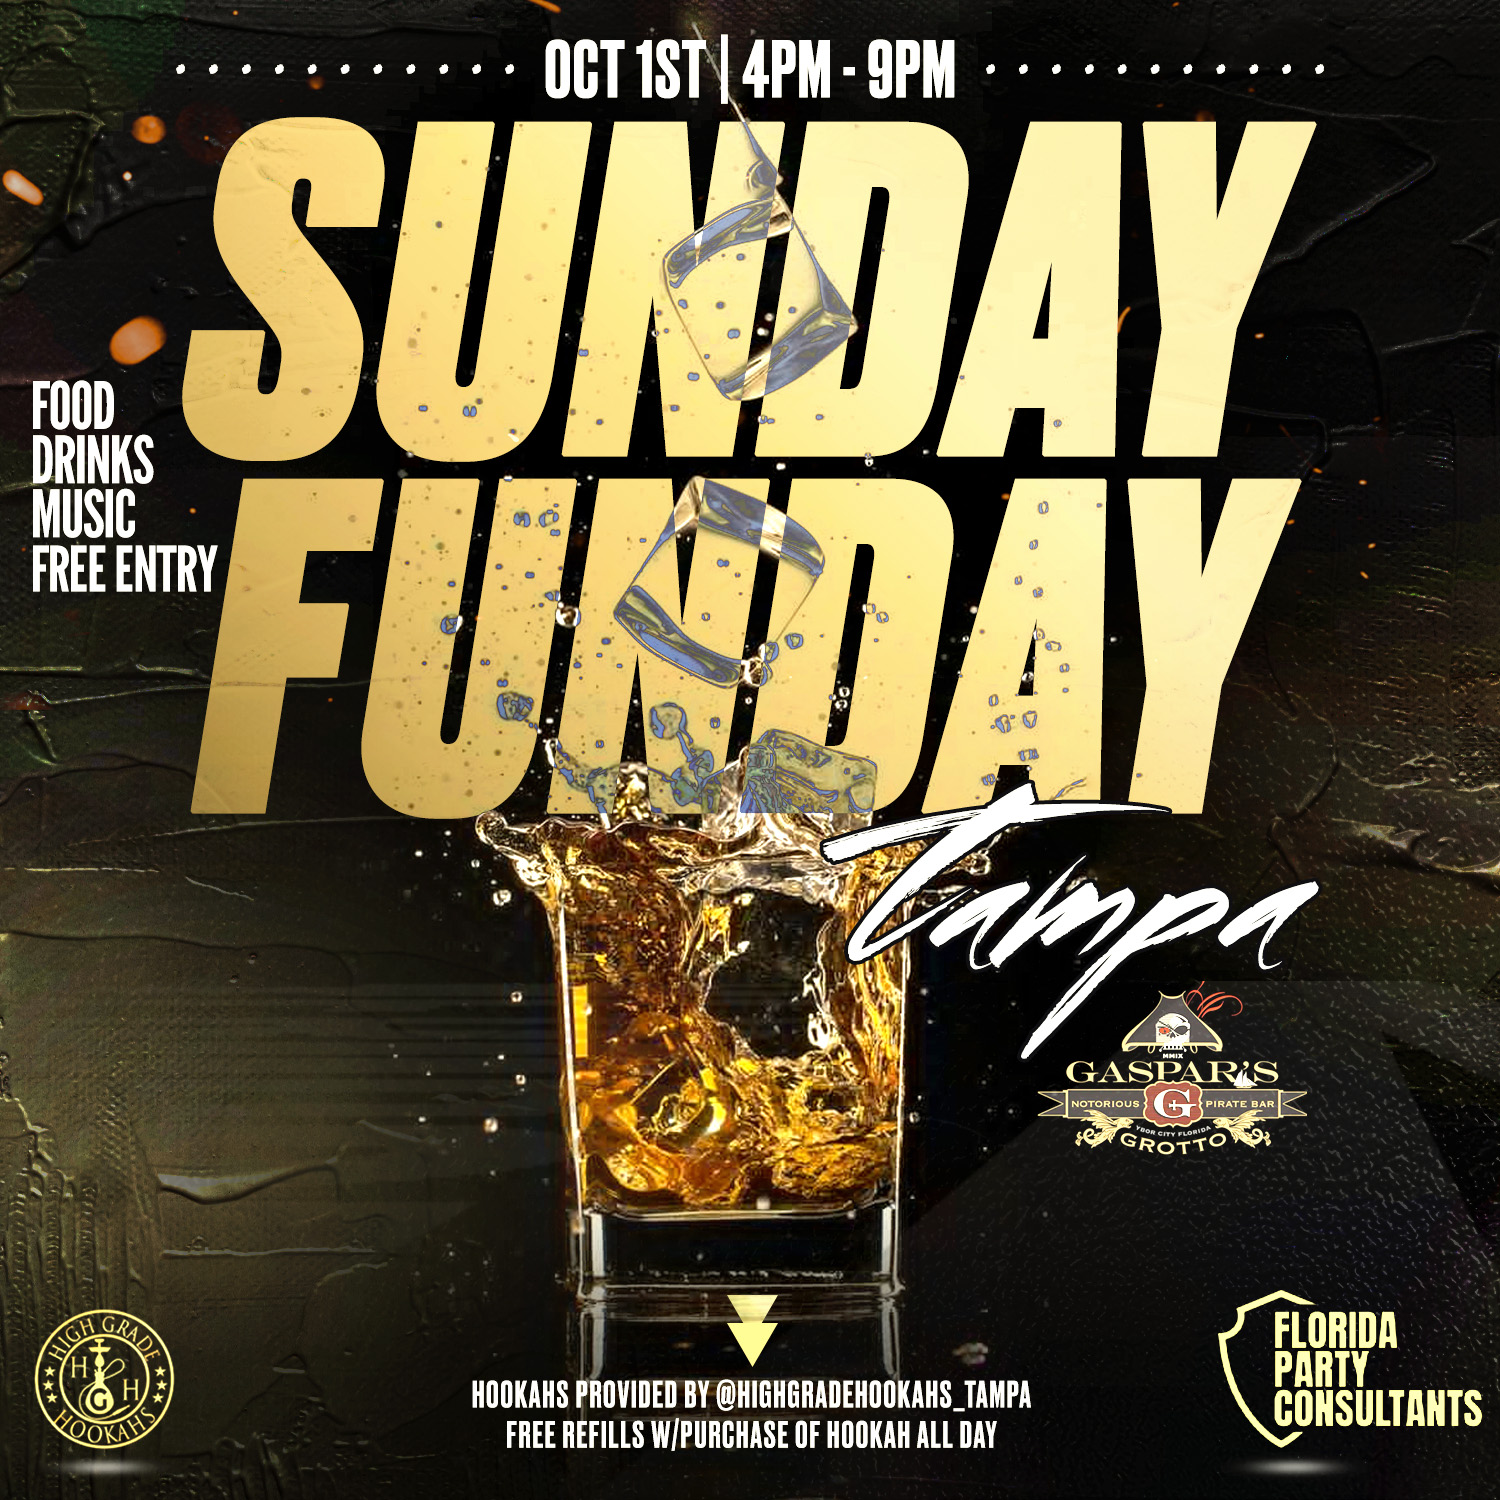 OCT 1ST | 4PM - 9PM
SUNDAY
FUNDAY
FOOD
DRINKS
MUSIC
FREE ENTRY
Tampa
MMIX
GASPAR'S
NOTORIOUS G PIRATE BAR
YBOR CITY FLORIDA
GROTTO
HIGH GRADE
H H
G
HOOKAHS
HOOKAHS PROVIDED BY @HIGHGRADEHOOKAHS_TAMPA
FREE REFILLS W/PURCHASE OF HOOKAH ALL DAY
FLORIDA
PARTY
CONSULTANTS